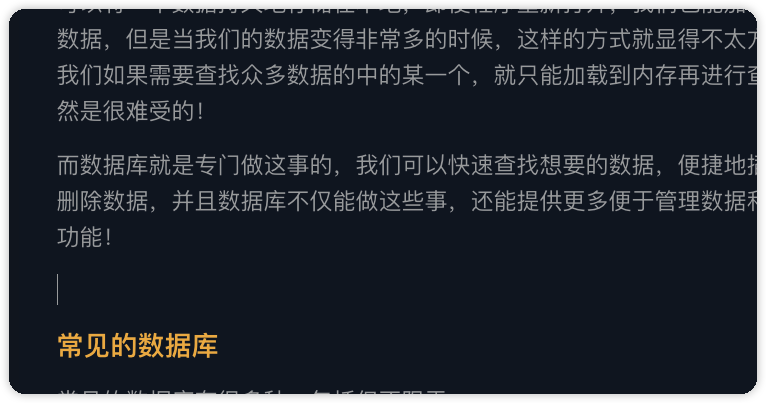 数据，但是当我们的数据变得非常多的时候，这样的方式就显得不太
我们如果需要查找众多数据的中的某一个，就只能加载到内存再进行
然是很难受的！
而数据库就是专门做这事的，我们可以快速查找想要的数据，便捷地
删除数据，并且数据库不仅能做这些事，还能提供更多便于管理数据
功能！
常见的数据库